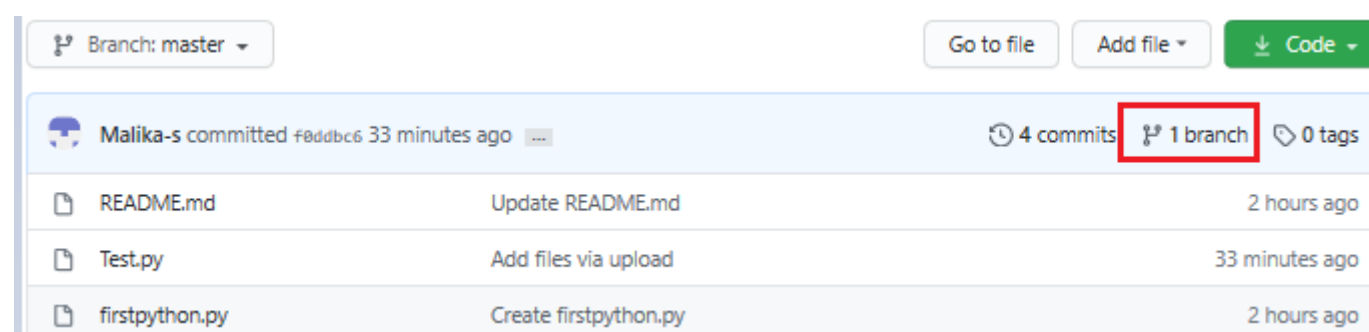 Branch: master
Go to file
Add file
Code
Malika-s committed f0ddbc6 33 minutes ago ...
4 commits
1 branch
0 tags
README.md Update README.md 2 hours ago
Test.py Add files via upload 33 minutes ago
firstpython.py Create firstpython.py 2 hours ago